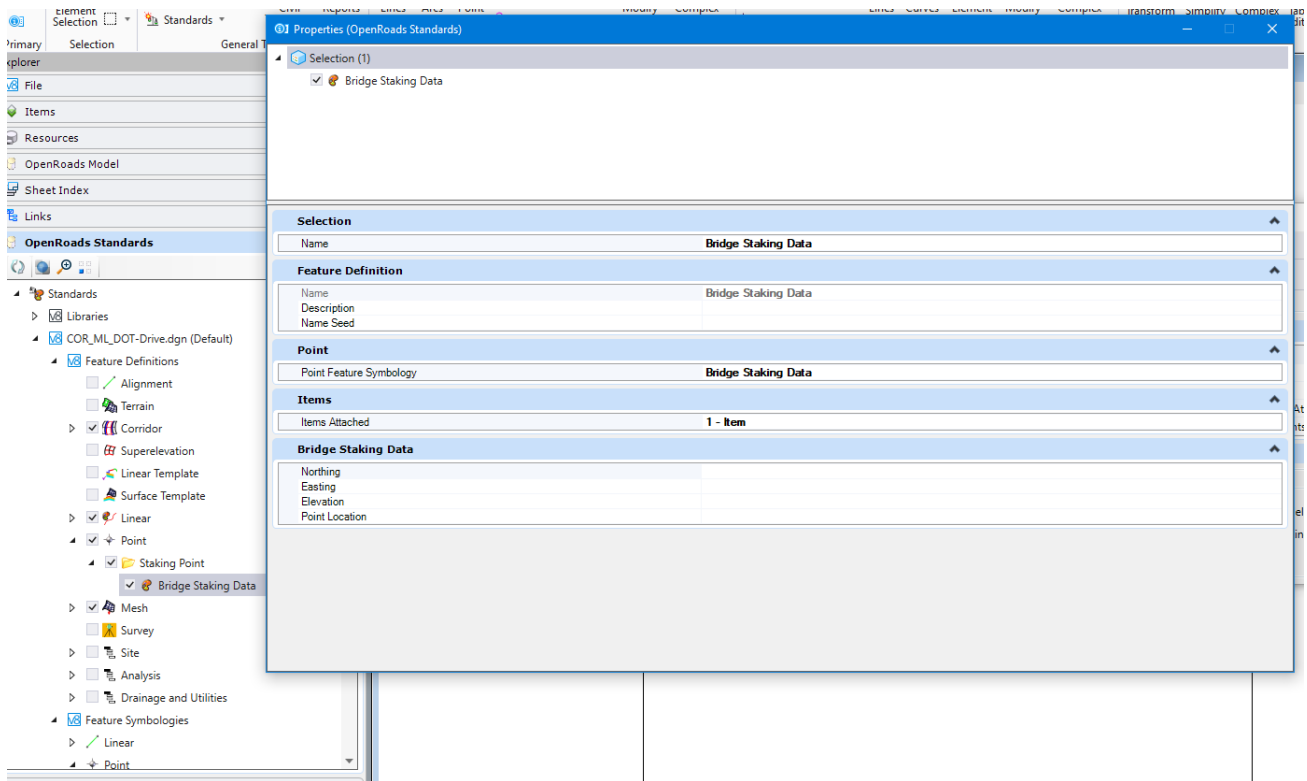 Element
Selection
Standards
Civil Reports Lines Arcs Point Modify Complex Lines Curves Element Modify Complex Transform Simplify Complex
Primary Selection General T
xplorer
File
Items
Resources
OpenRoads Model
Sheet Index
Links
OpenRoads Standards
Standards
Libraries
COR_ML_DOT-Drive.dgn (Default)
Feature Definitions
Alignment
Terrain
Corridor
Superelevation
Linear Template
Surface Template
Linear
Point
Staking Point
Bridge Staking Data
Mesh
Survey
Site
Analysis
Drainage and Utilities
Feature Symbologies
Linear
Point
Properties (OpenRoads Standards)
Selection (1)
Bridge Staking Data
Selection
Name Bridge Staking Data
Feature Definition
Name Bridge Staking Data
Description
Name Seed
Point
Point Feature Symbology Bridge Staking Data
Items
Items Attached 1 - Item
Bridge Staking Data
Northing
Easting
Elevation
Point Location